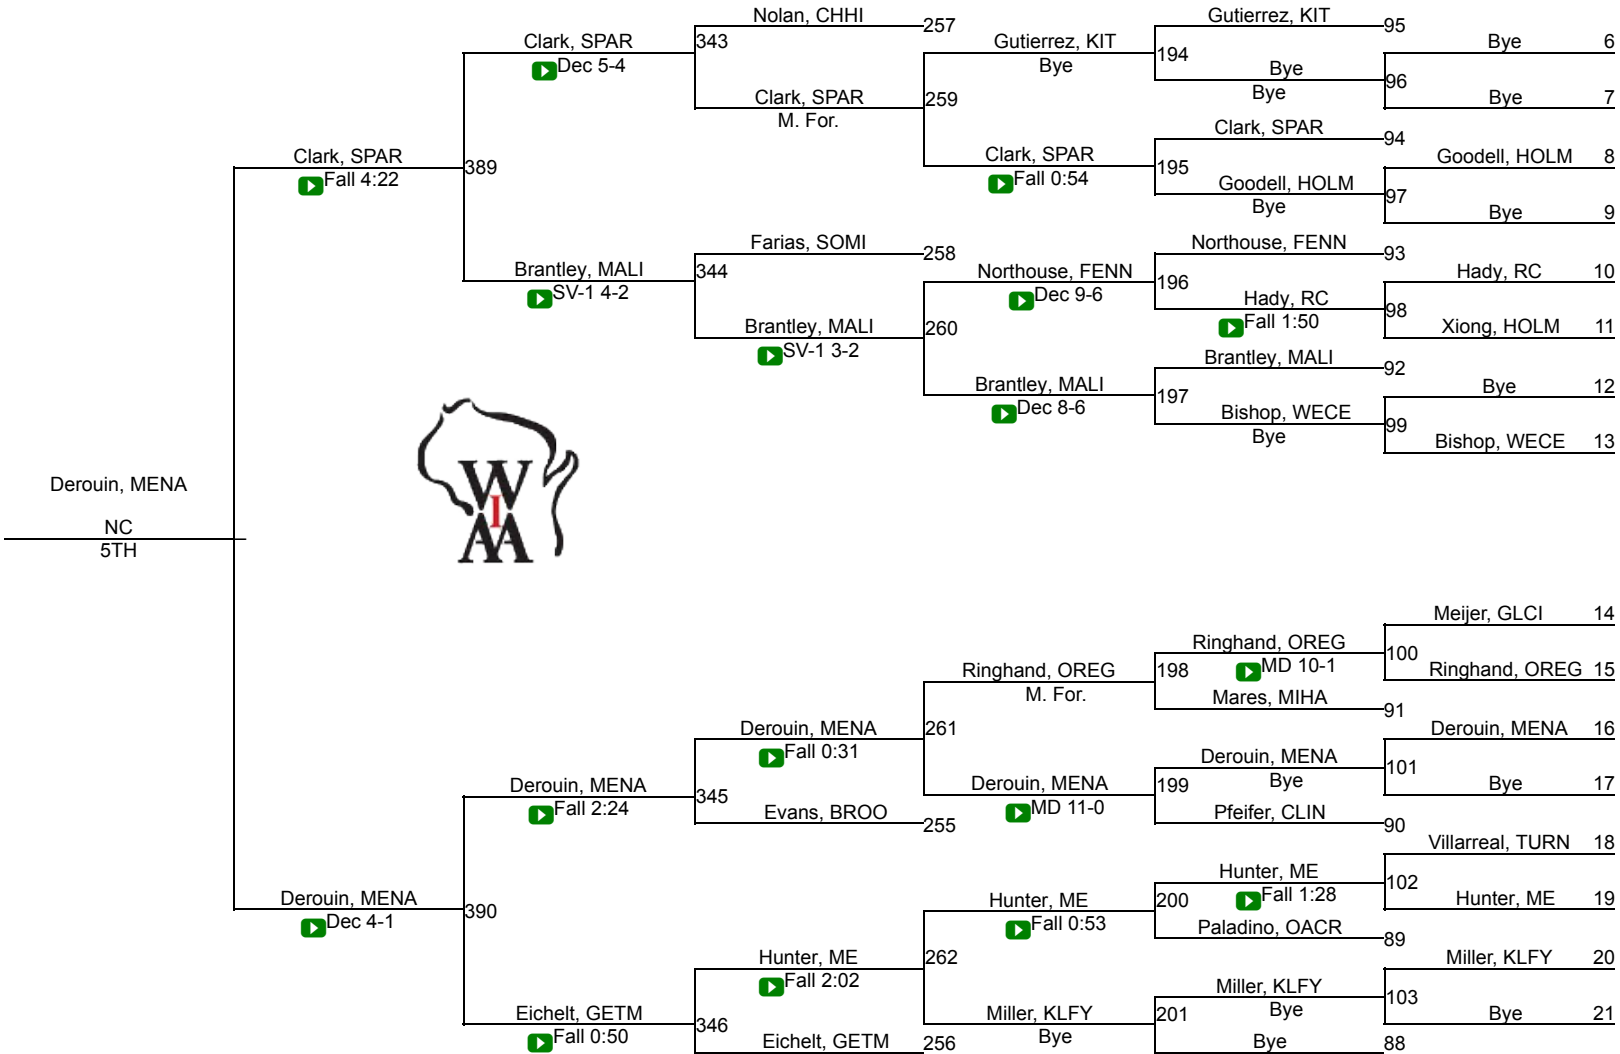 Nolan, CHHI
257
Gutierrez, KIT
95
Clark, SPAR
343
Gutierrez, KIT
Bye 6
Dec 5-4
Bye
194
Bye
96
Clark, SPAR
259
Bye
Bye 7
M. For.
Clark, SPAR
94
Clark, SPAR
389
Clark, SPAR
195
Goodell, HOLM 8
Fall 4:22
Fall 0:54
Goodell, HOLM
97
Bye
Bye 9
Farias, SOMI
258
Northouse, FENN
93
Brantley, MALI
344
Northouse, FENN
196
Hady, RC 10
SV-1 4-2
Dec 9-6
Hady, RC
98
Brantley, MALI
260
Fall 1:50
Xiong, HOLM 11
SV-1 3-2
Brantley, MALI
92
Brantley, MALI
197
Bye 12
Dec 8-6
Bishop, WECE
99
Bye
Bishop, WECE 13
W
I
AA
Derouin, MENA
NC
5TH
Meijer, GLCI 14
Ringhand, OREG
100
Ringhand, OREG
198
MD 10-1
Ringhand, OREG 15
M. For.
Mares, MIHA
91
Derouin, MENA
261
Derouin, MENA 16
Fall 0:31
Derouin, MENA
101
Derouin, MENA
345
Derouin, MENA
199
Bye
Bye 17
Fall 2:24
Evans, BROO
255
MD 11-0
Pfeifer, CLIN
90
Villarreal, TURN 18
Hunter, ME
102
Derouin, MENA
390
Hunter, ME
200
Fall 1:28
Hunter, ME 19
Dec 4-1
Fall 0:53
Paladino, OACR
89
Hunter, ME
262
Miller, KLFY 20
Fall 2:02
Miller, KLFY
103
Eichelt, GETM
346
Miller, KLFY
201
Bye
Bye 21
Fall 0:50
Eichelt, GETM
256
Bye
Bye
88